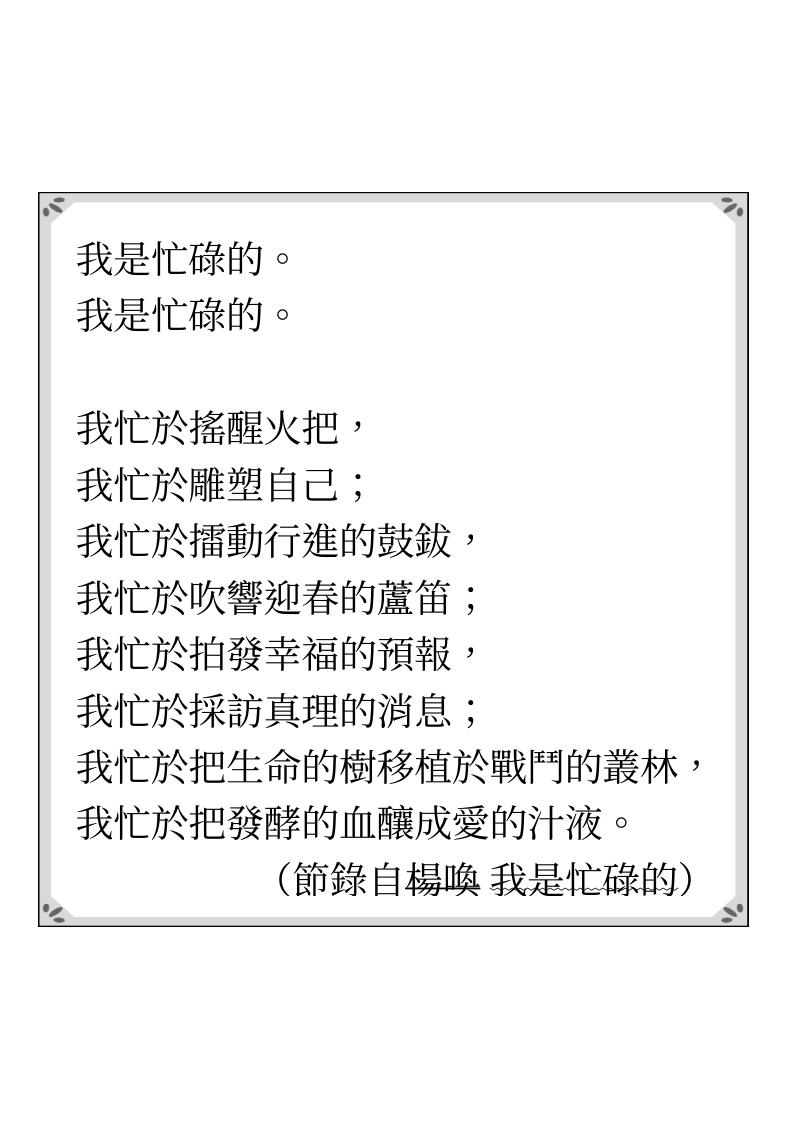 我是忙碌的。
我是忙碌的。
我忙於搖醒火把，
我忙於雕塑自己；
我忙於擂動行進的鼓鈸，
我忙於吹響迎春的蘆笛；
我忙於拍發幸福的預報，
我忙於採訪真理的消息；
我忙於把生命的樹移植於戰鬥的叢林，
我忙於把發酵的血釀成愛的汁液。
（節錄自楊喚 我是忙碌的）